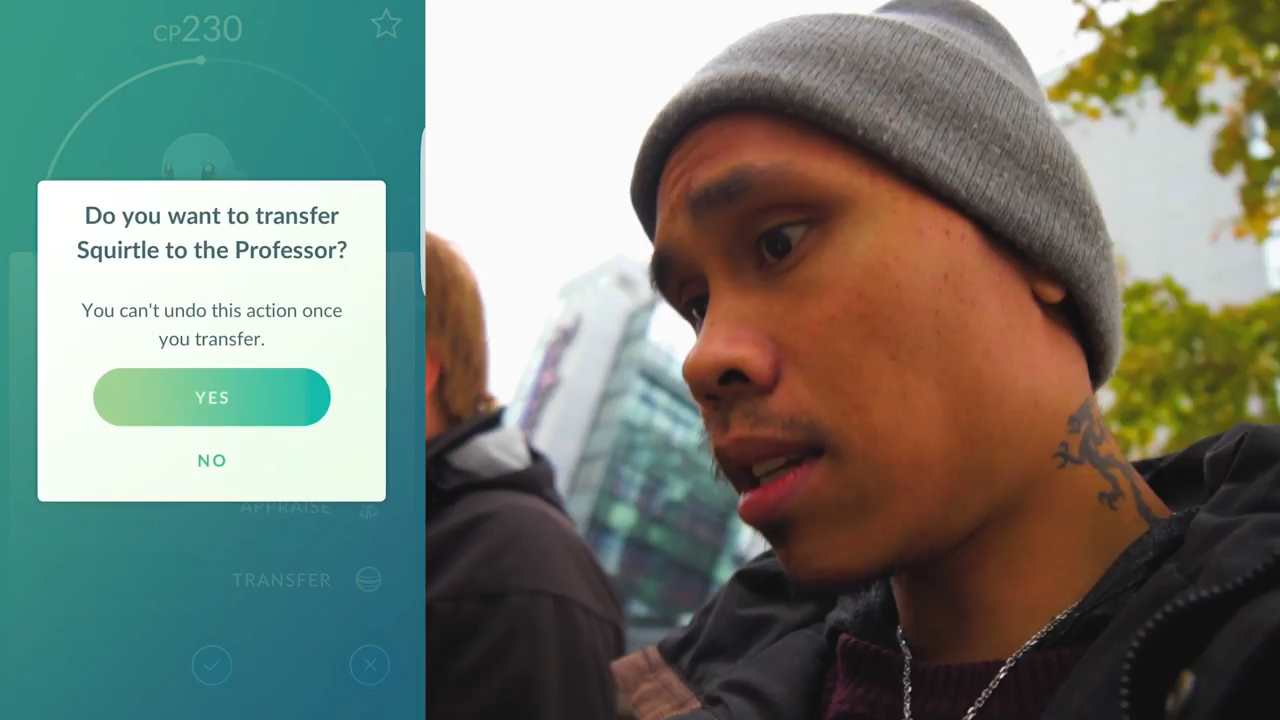 CP230
Do you want to transfer
Squirtle to the Professor?
You can't undo this action once
you transfer.
YES
NO
APPRAISE
TRANSFER